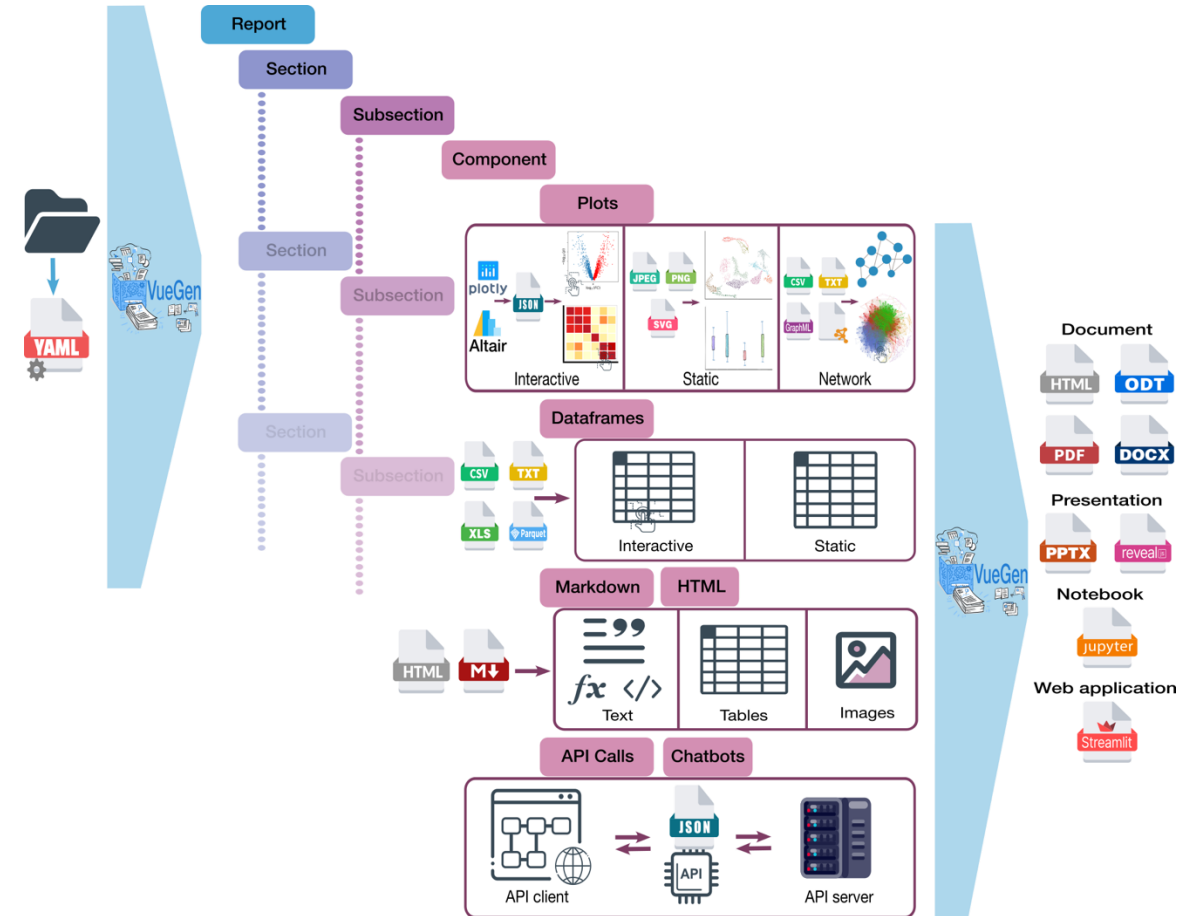 Report
Section
Subsection
Component
Plots
Section
Subsection
Section
Subsection
YAML
VueGen
plotly
JSON
Altair
Interactive
JPEG
PNG
SVG
Static
CSV
TXT
GraphML
Network
Dataframes
CSV
TXT
XLS
Parquet
Interactive
Static
Markdown
HTML
HTML
M↓
fx </>
Text
Tables
Images
API Calls
Chatbots
JSON
API
API client
API server
VueGen
Document
HTML
ODT
PDF
DOCX
Presentation
PPTX
reveal
Notebook
jupyter
Web application
Streamlit